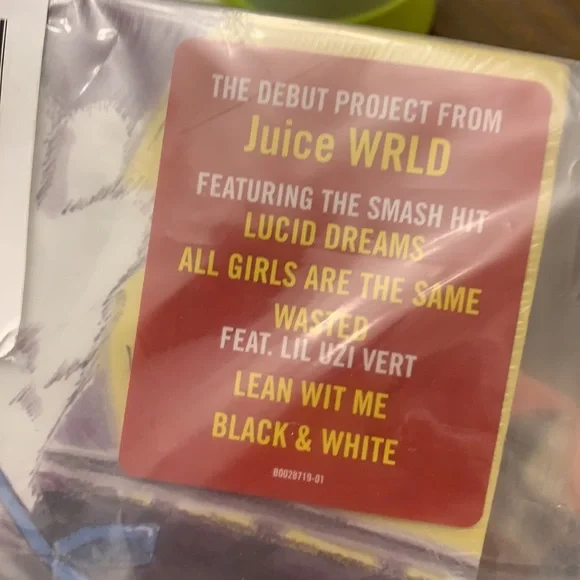 THE DEBUT PROJECT FROM
Juice WRLD
FEATURING THE SMASH HIT
LUCID DREAMS
ALL GIRLS ARE THE SAME
WASTED
FEAT. LIL UZI VERT
LEAN WIT ME
BLACK & WHITE
B0028719-01